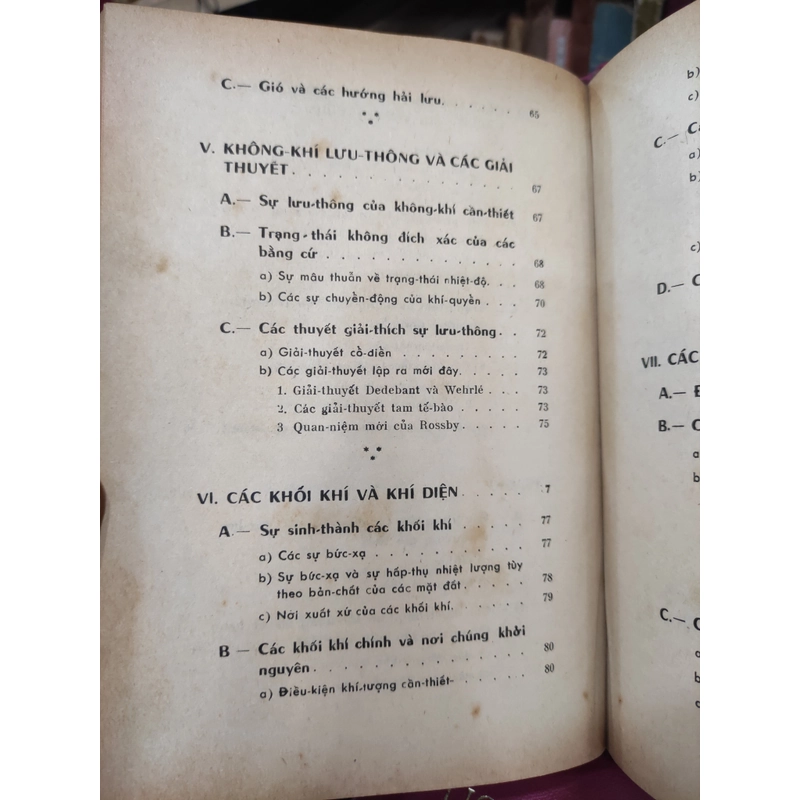 C.— Gió và các hướng hải lưu. . . . . . 65
* * *
V. KHÔNG-KHÍ LƯU-THÔNG VÀ CÁC GIẢI
THUYẾT. . . . . . . . . . . . . 67
A.— Sự lưu-thông của không-khí cần-thiết 67
B.— Trạng-thái không đích xác của các
bằng cứ . . . . . . . . . . . . . 68
a) Sự mâu thuẫn về trạng-thái nhiệt-độ. . . . 68
b) Các sự chuyển-động của khí-quyển . . . . 70
C.— Các thuyết giải-thích sự lưu-thông. . 72
a) Giải-thuyết cổ-điển . . . . . . . . . 72
b) Các giải-thuyết lập ra mới đây. . . . . . 73
1. Giải-thuyết Dedebant và Wehrlé . . . . 73
2. Các giải-thuyết tam tế-bào . . . . . . 73
3 Quan-niệm mới của Rossby. . . . . . 75
* * *
VI. CÁC KHỐI KHÍ VÀ KHÍ DIỆN . . . . . 7
A — Sự sinh-thành các khối khí . . . . . 77
a) Các sự bức-xạ . . . . . . . . . . . 77
b) Sự bức-xạ và sự hấp-thụ nhiệt lượng tùy
theo bản-chất của các mặt đất. . . . . . 78
c) Nơi xuất xứ của các khối khí. . . . . . 79
B — Các khối khí chính và nơi chúng khởi
nguyên. . . . . . . . . . . . . 80
a) Điều-kiện khí-tượng cần-thiết- . . . . . 80
b)
c)
C.—
a)
b)
c)
D.— C
VII. CÁC
A.—
B.— C
a
b)
C.— C
a
b)
c